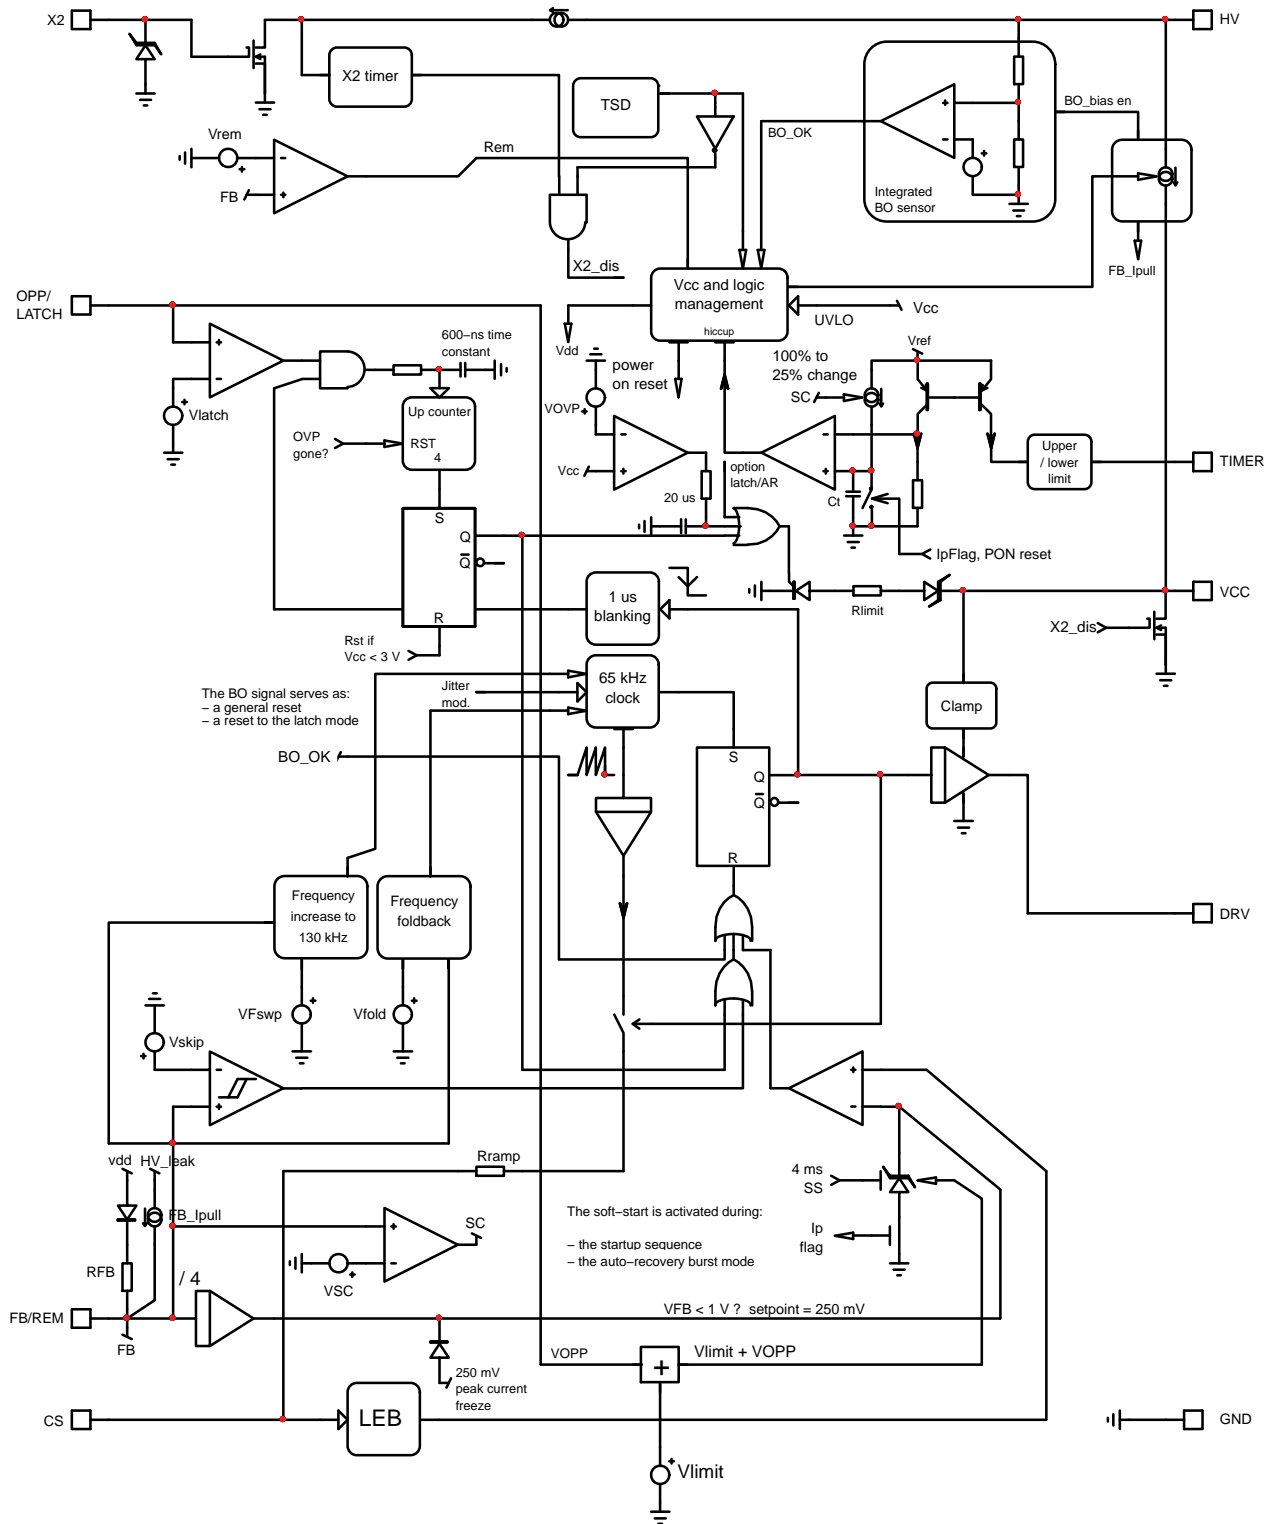 X2
HV
X2 timer
TSD
BO_bias en
BO_OK
+
−
+
Integrated
BO sensor
Vrem
−
+
+
FB
Rem
X2_dis
FB_Ipull
OPP/
LATCH
Vcc and logic
management
hiccup
UVLO
Vcc
Vdd
600−ns time
constant
+
−
+
Vlatch
power
on reset
VOVP
+
100% to
25% change
SC
Vref
Up counter
RST
4
OVP
gone?
−
+
Vcc
20 us
option
latch/AR
−
+
Ct
Upper
/ lower
limit
TIMER
S
Q
Q
R
IpFlag, PON reset
1 us
blanking
Rlimit
VCC
X2_dis
Rst if
Vcc < 3 V
65 kHz
clock
Jitter
mod.
The BO signal serves as:
− a general reset
− a reset to the latch mode
Clamp
BO_OK
S
Q
Q
R
Frequency
increase to
130 kHz
Frequency
foldback
DRV
VFswp
+
Vfold
+
Vskip
+
−
+
+
−
vdd
HV_leak
FB_Ipull
Rramp
4 ms
SS
The soft−start is activated during:
− the startup sequence
− the auto−recovery burst mode
Ip
flag
+
−
SC
VSC
+
RFB
/ 4
FB/REM
FB
VFB < 1 V ? setpoint = 250 mV
VOPP
+
Vlimit + VOPP
250 mV
peak current
freeze
CS
LEB
GND
+
Vlimit